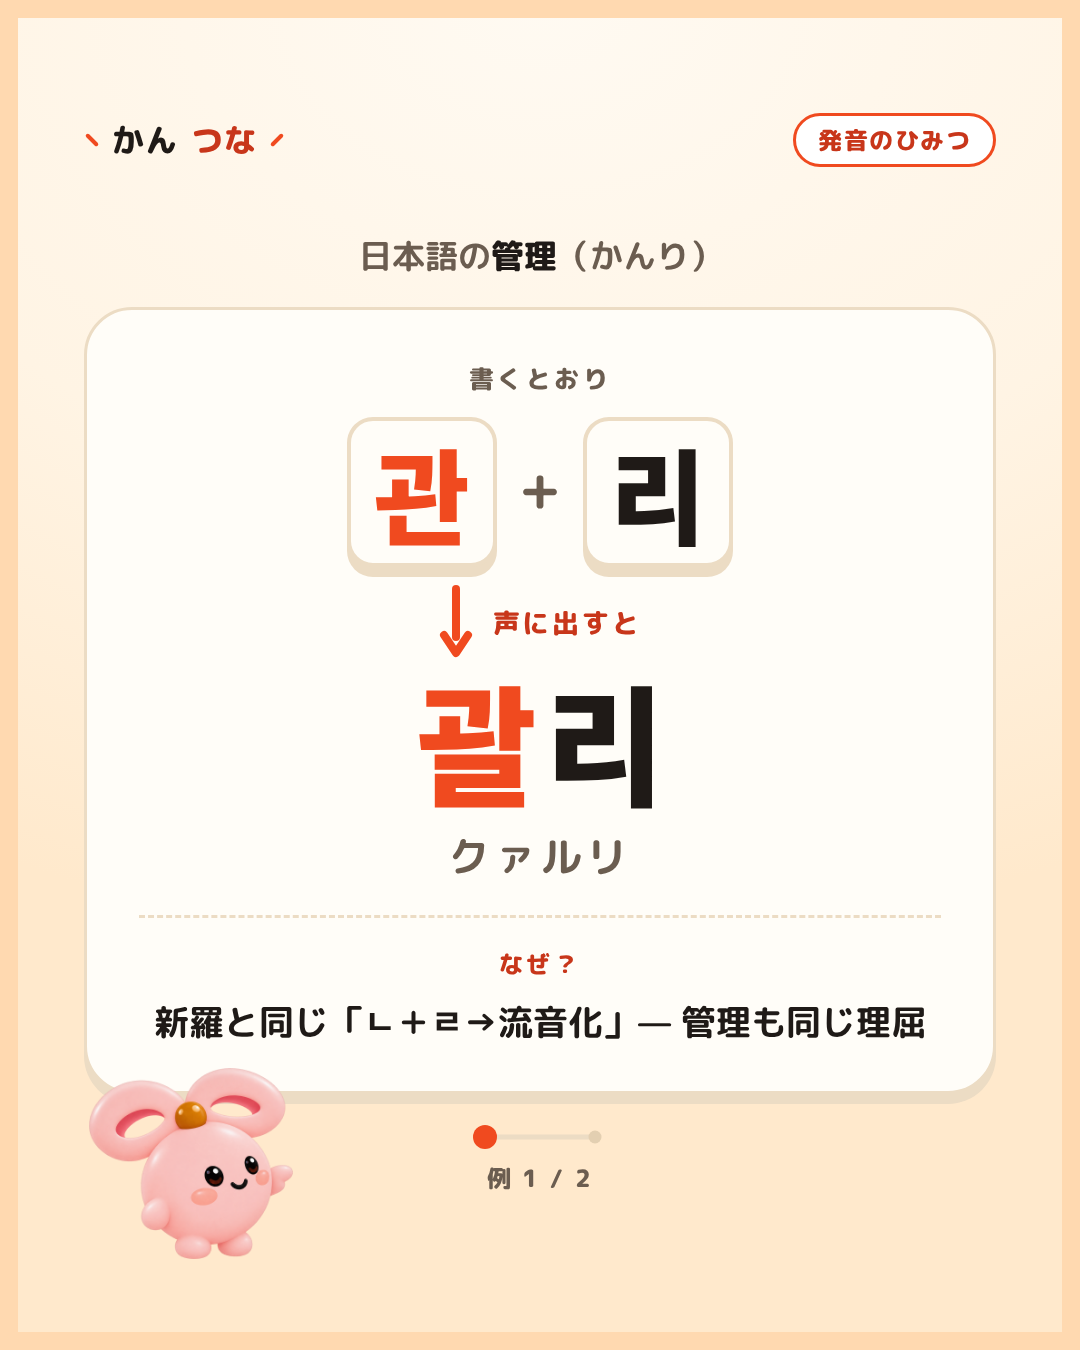 かん つな
発音のひみつ
日本語の管理（かんり）
書くとおり
관 + 리
声に出すと
괄리
クァルリ
なぜ？
新羅と同じ「ㄴ＋ㄹ→流音化」— 管理も同じ理屈
例 1 / 2